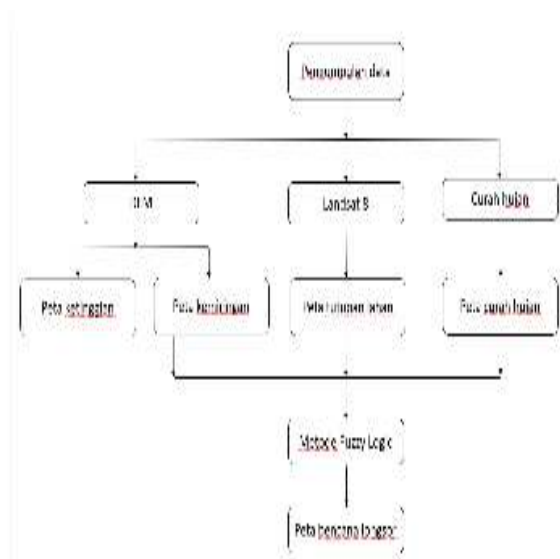 Pengumpulan data
DEM
Landsat 8
Curah hujan
Peta ketinggian
Peta kemiringan
Peta tutupan lahan
Peta curah hujan
Metode Fuzzy Logic
Peta bencana longsor